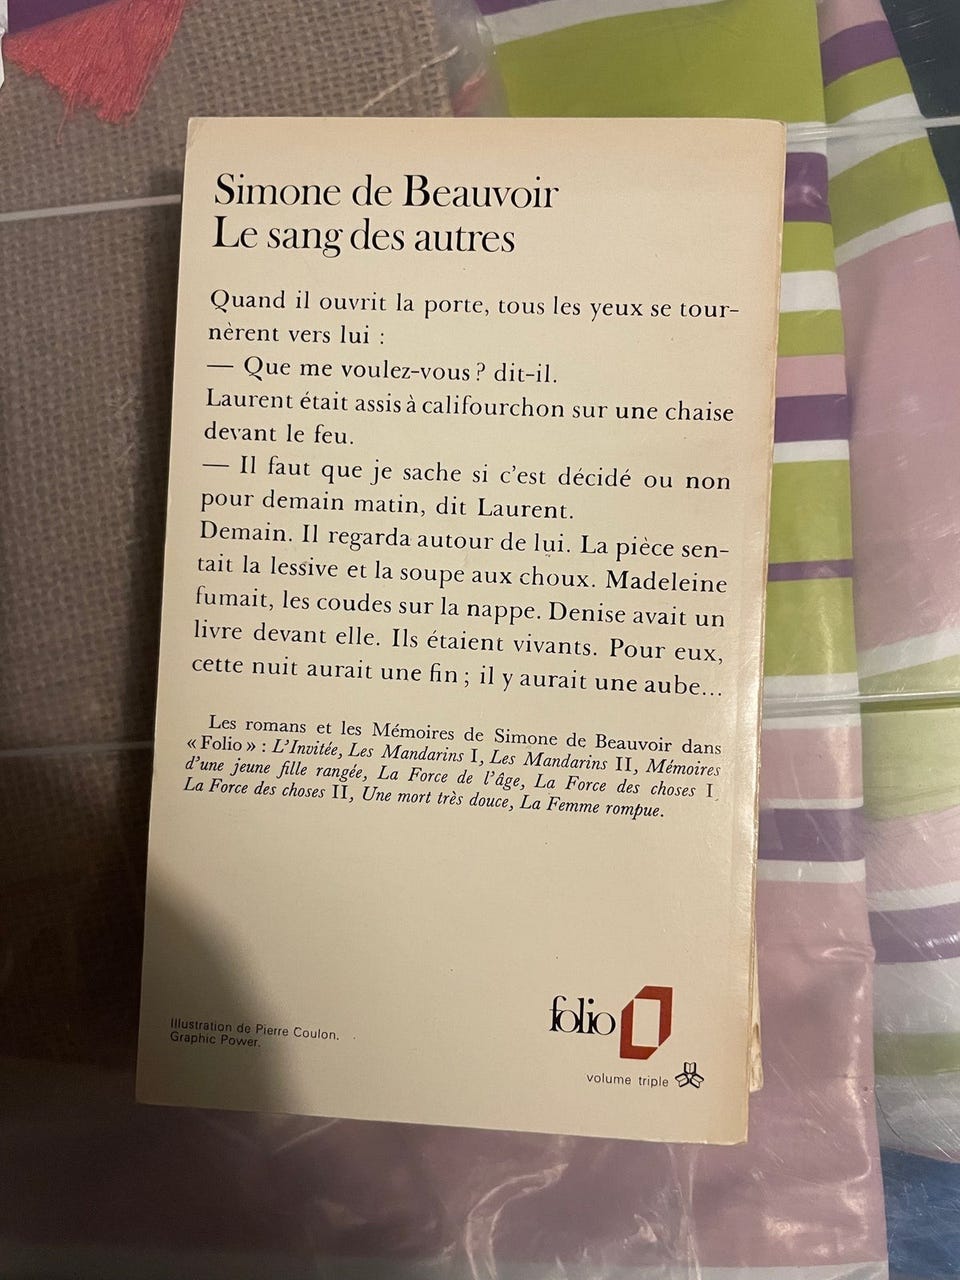 Simone de Beauvoir
Le sang des autres
Quand il ouvrit la porte, tous les yeux se tour-
nèrent vers lui :
— Que me voulez-vous ? dit-il.
Laurent était assis à califourchon sur une chaise
devant le feu.
— Il faut que je sache si c'est décidé ou non
pour demain matin, dit Laurent.
Demain. Il regarda autour de lui. La pièce sen-
tait la lessive et la soupe aux choux. Madeleine
fumait, les coudes sur la nappe. Denise avait un
livre devant elle. Ils étaient vivants. Pour eux,
cette nuit aurait une fin ; il y aurait une aube...
Les romans et les Mémoires de Simone de Beauvoir dans
« Folio » : L'Invitée, Les Mandarins I, Les Mandarins II, Mémoires
d'une jeune fille rangée, La Force de l'âge, La Force des choses I,
La Force des choses II, Une mort très douce, La Femme rompue.
Illustration de Pierre Coulon.
Graphic Power.
folio
volume triple